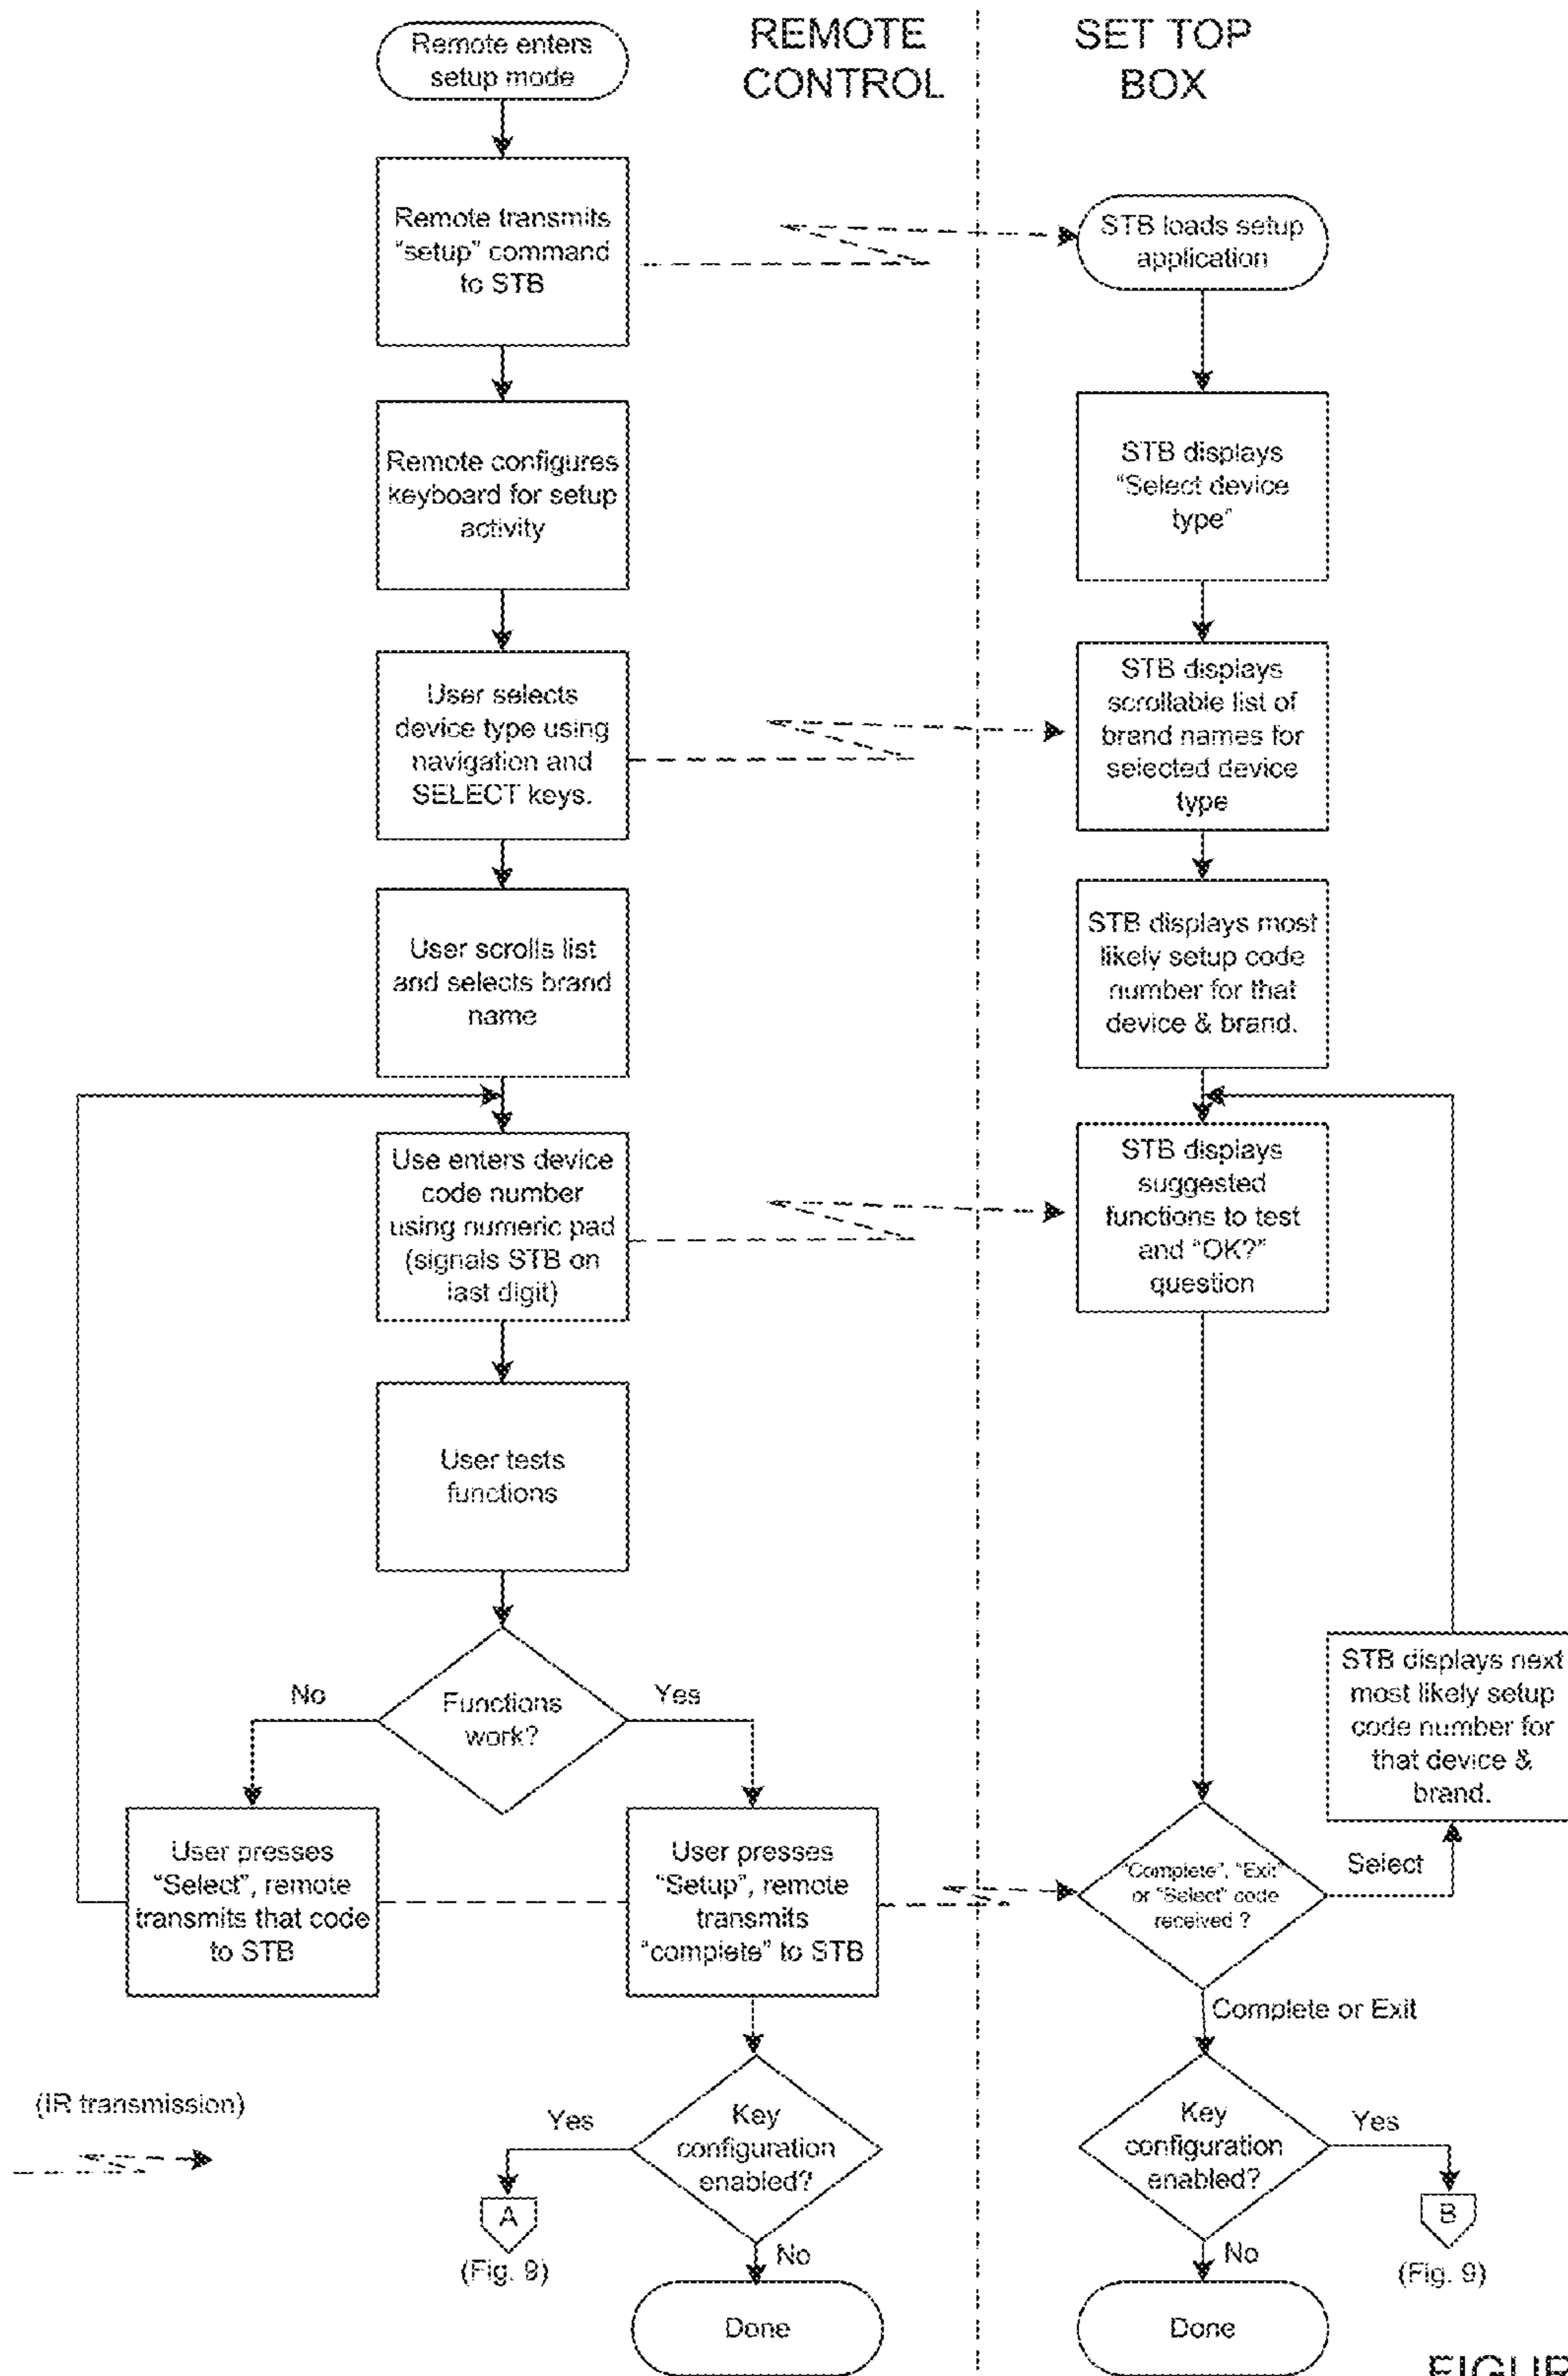 REMOTE
CONTROL
SET TOP
BOX
Remote enters
setup mode
Remote transmits
"setup" command
to STB
Remote configures
keyboard for setup
activity
User selects
device type using
navigation and
SELECT keys.
User scrolls list
and selects brand
name
Use enters device
code number
using numeric pad
(signals STB on
last digit)
User tests
functions
Functions
work?
No
Yes
User presses
"Select", remote
transmits that code
to STB
User presses
"Setup", remote
transmits
"complete" to STB
Key
configuration
enabled?
Yes
A
(Fig. 9)
No
Done
(IR transmission)
STB loads setup
application
STB displays
"Select device
type"
STB displays
scrollable list of
brand names for
selected device
type
STB displays most
likely setup code
number for that
device & brand.
STB displays
suggested
functions to test
and "OK?"
question
STB displays next
most likely setup
code number for
that device &
brand.
"Complete", "Exit"
or "Select" code
received ?
Select
Complete or Exit
Key
configuration
enabled?
Yes
B
(Fig. 9)
No
Done